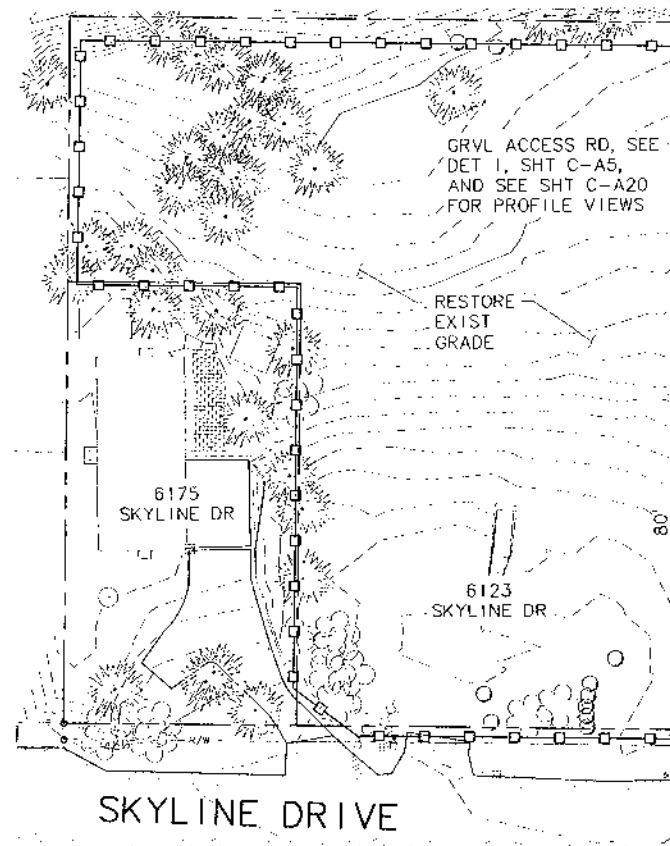 GRVL ACCESS RD, SEE
DET 1, SHT C-A5,
AND SEE SHT C-A20
FOR PROFILE VIEWS
RESTORE
EXIST
GRADE
6175
SKYLINE DR
6123
SKYLINE DR
80
R/W
SKYLINE DRIVE